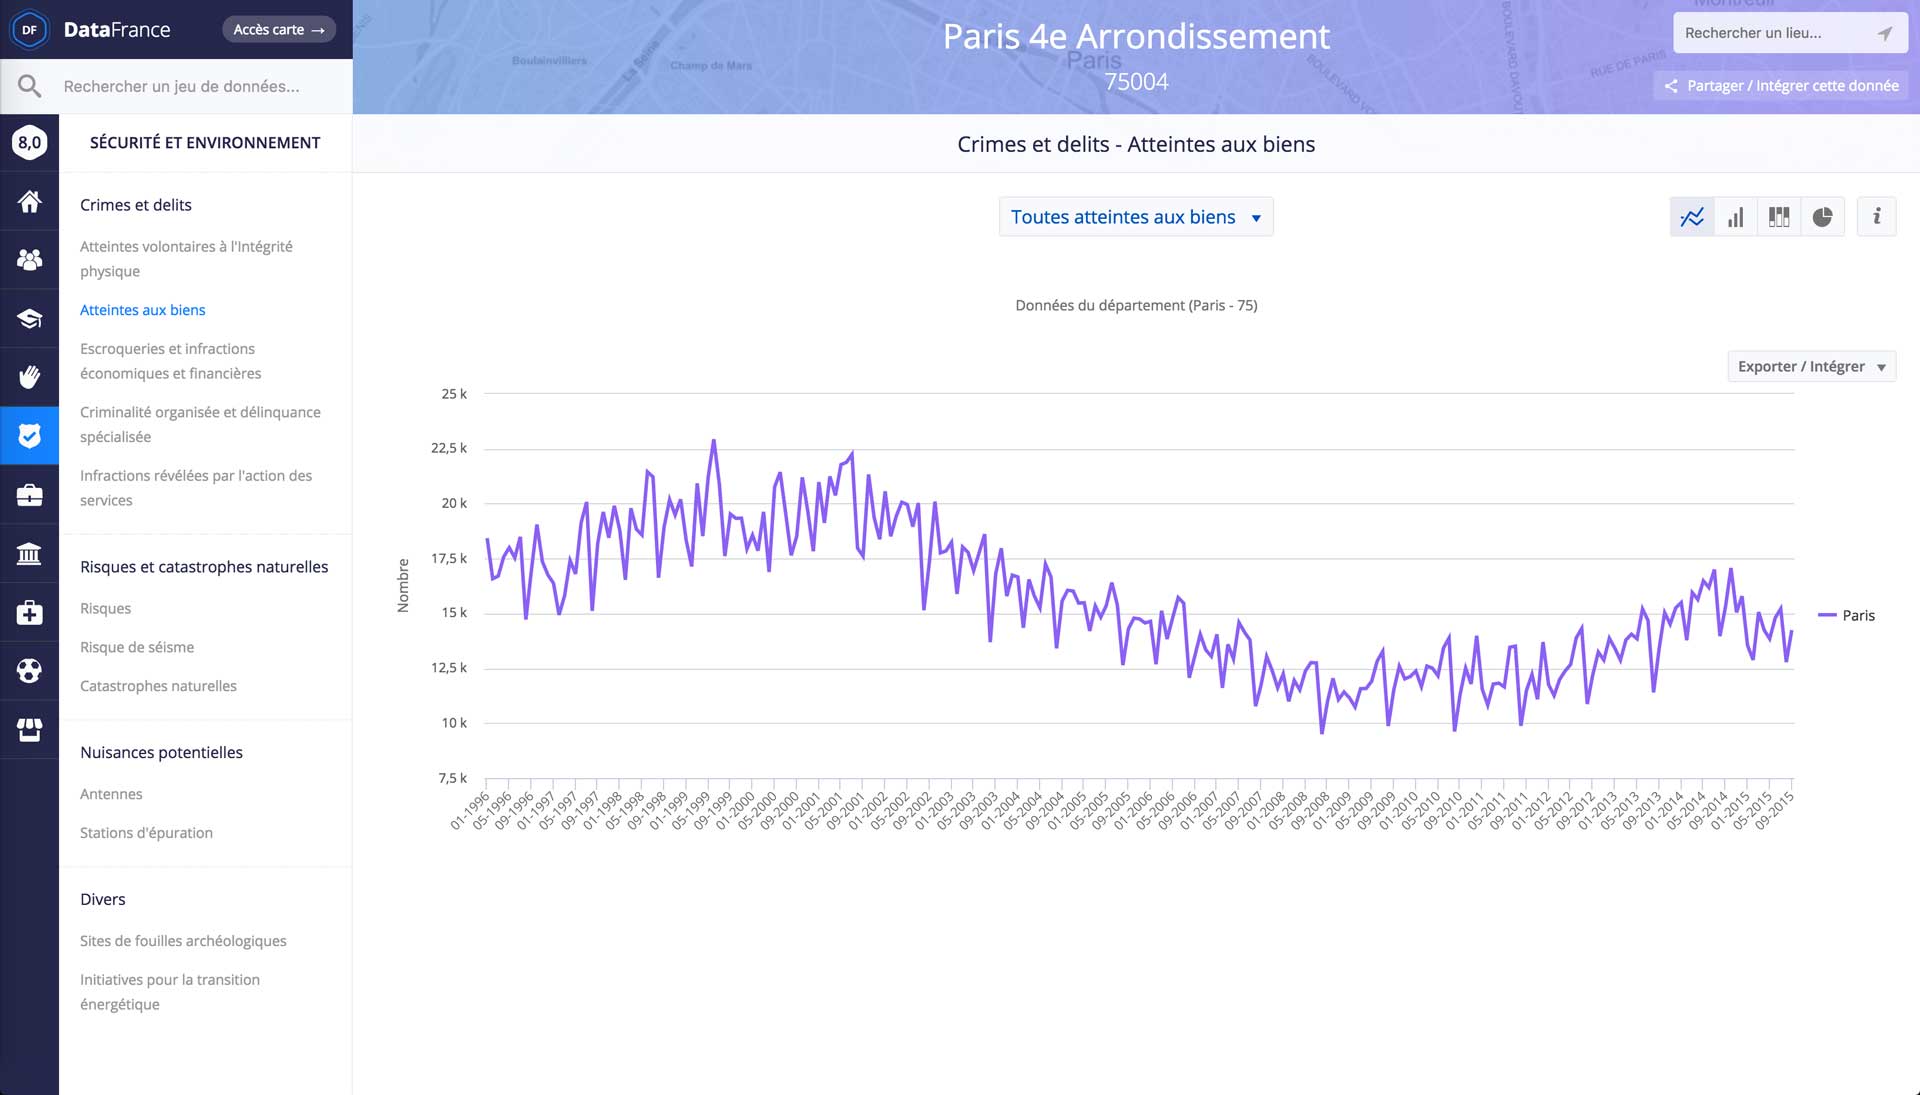 DF
DataFrance
Accès carte →
Rechercher un jeu de données...
Boulainvilliers
La Seine
Champ de Mars
Paris
Paris 4e Arrondissement
75004
BOULEVARD
RUE DE PARIS
Rechercher un lieu...
Partager / Intégrer cette donnée
8,0
SÉCURITÉ ET ENVIRONNEMENT
Crimes et delits
Atteintes volontaires à l'Intégrité
physique
Atteintes aux biens
Escroqueries et infractions
économiques et financières
Criminalité organisée et délinquance
spécialisée
Infractions révélées par l'action des
services
Risques et catastrophes naturelles
Risques
Risque de séisme
Catastrophes naturelles
Nuisances potentielles
Antennes
Stations d'épuration
Divers
Sites de fouilles archéologiques
Initiatives pour la transition
énergétique
Crimes et delits - Atteintes aux biens
Toutes atteintes aux biens
i
Données du département (Paris - 75)
Exporter / Intégrer
25 k
22,5 k
20 k
17,5 k
15 k
12,5 k
10 k
7,5 k
Nombre
Paris
01-1996
05-1996
09-1996
01-1997
05-1997
09-1997
01-1998
05-1998
09-1998
01-1999
05-1999
09-1999
01-2000
05-2000
09-2000
01-2001
05-2001
09-2001
01-2002
05-2002
09-2002
01-2003
05-2003
09-2003
01-2004
05-2004
09-2004
01-2005
05-2005
09-2005
01-2006
05-2006
09-2006
01-2007
05-2007
09-2007
01-2008
05-2008
09-2008
01-2009
05-2009
09-2009
01-2010
05-2010
09-2010
01-2011
05-2011
09-2011
01-2012
05-2012
09-2012
01-2013
05-2013
09-2013
01-2014
05-2014
09-2014
01-2015
05-2015
09-2015